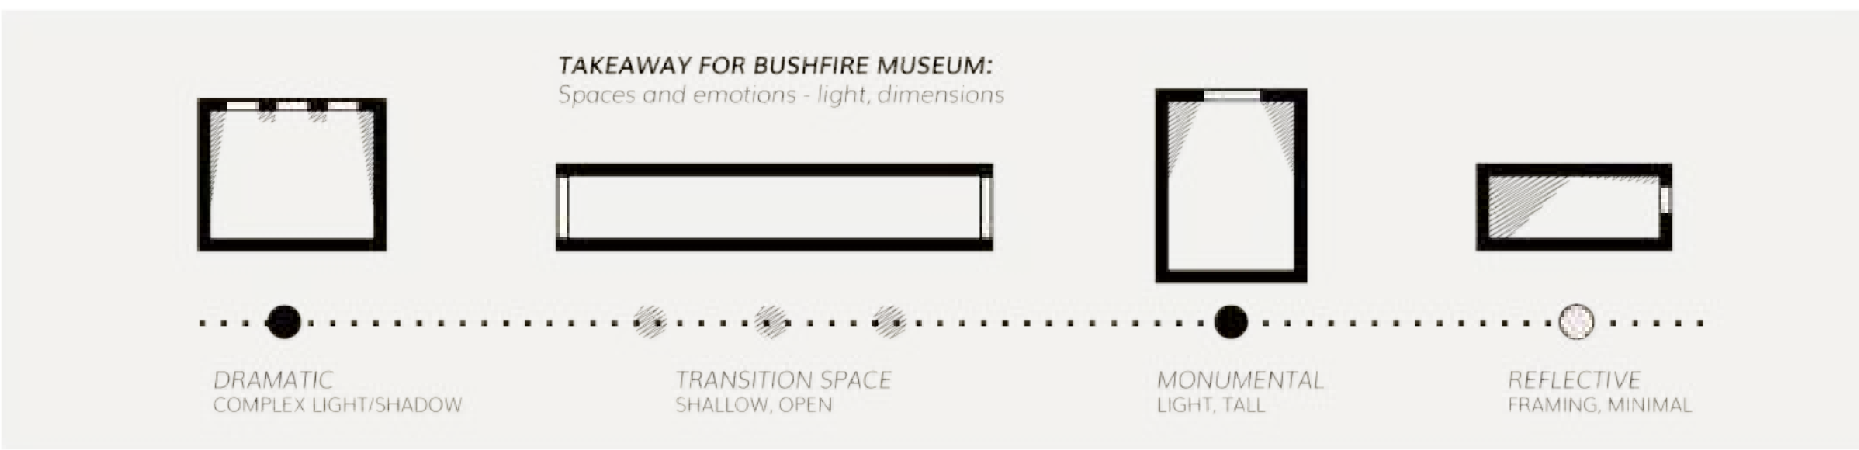 TAKEAWAY FOR BUSHFIRE MUSEUM:
Spaces and emotions - light, dimensions
DRAMATIC
COMPLEX LIGHT/SHADOW
TRANSITION SPACE
SHALLOW, OPEN
MONUMENTAL
LIGHT, TALL
REFLECTIVE
FRAMING, MINIMAL